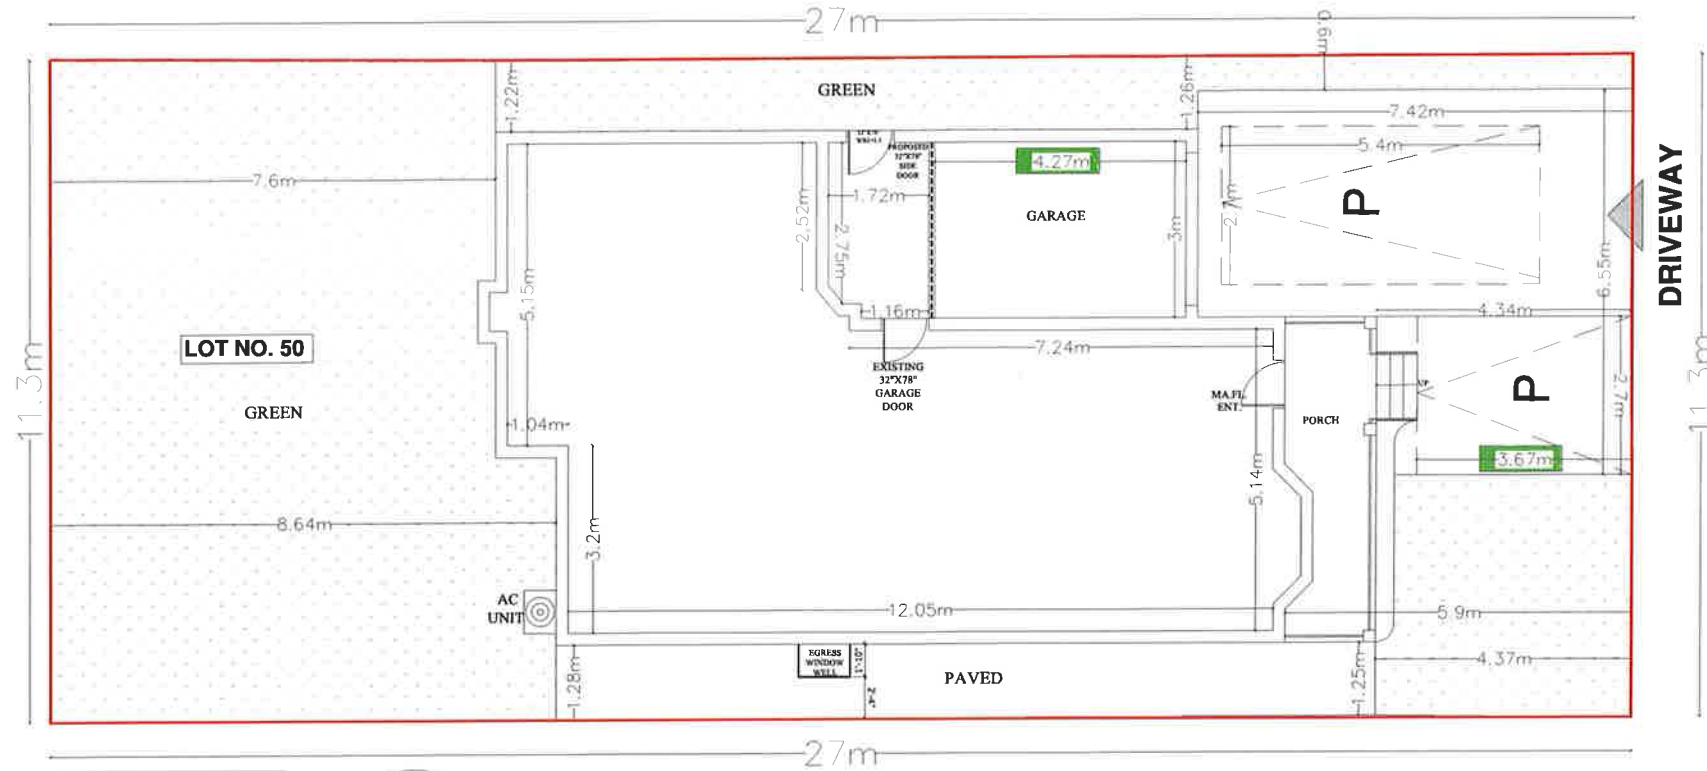 27m
0.6m
1.22m
GREEN
1.26m
7.42m
PROPOSED
32"X78"
SIDE
DOOR
4.27m
5.4m
7.6m
1.72m
2.52m
2.75m
GARAGE
3m
2.7m
P
DRIVEWAY
6.55m
5.15m
1.16m
4.34m
LOT NO. 50
7.24m
11.3m
11.3m
EXISTING
32"X78"
GARAGE
DOOR
MA.FL.
ENT.
UP
P
2.7m
GREEN
1.04m
PORCH
3.67m
5.14m
8.64m
3.2m
AC
UNIT
12.05m
5.9m
EGRESS
WINDOW
WELL
1'-10"
2'-4"
1.28m
PAVED
1.25m
4.37m
27m